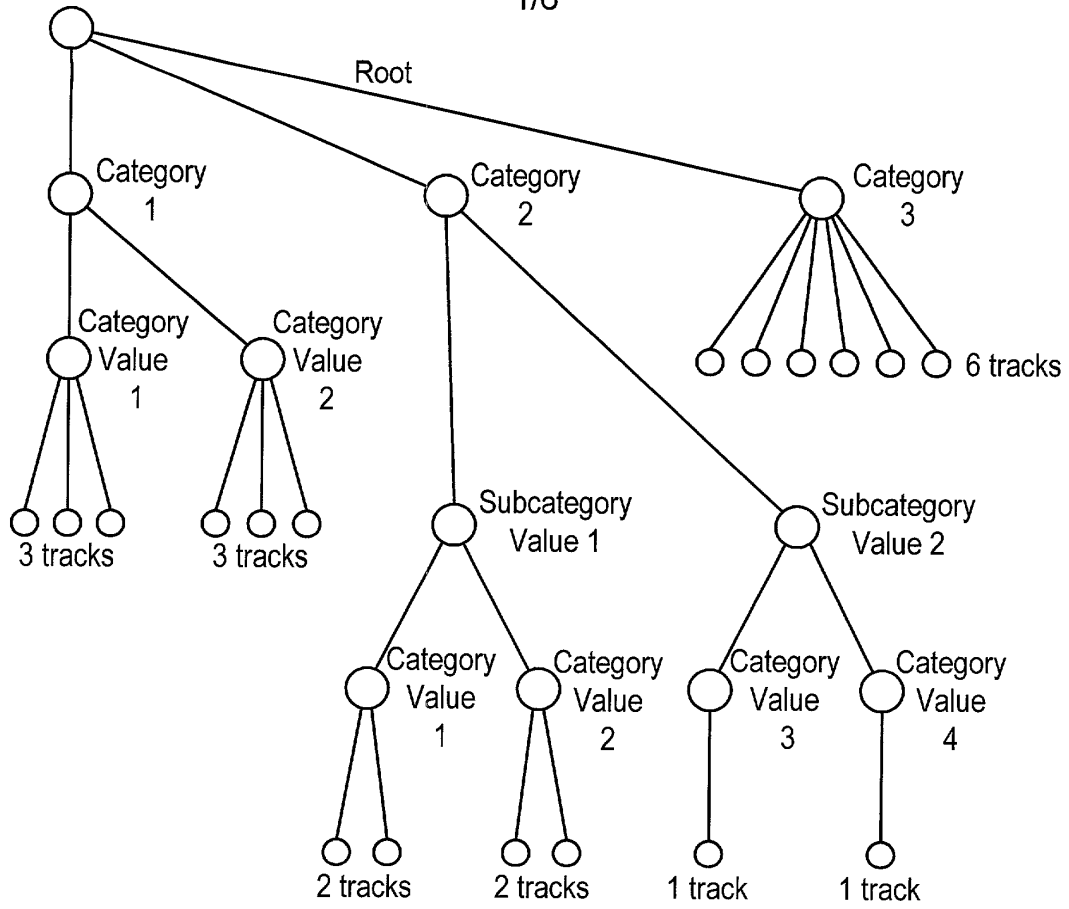 Root
Category
1
Category
2
Category
3
Category
Value
1
Category
Value
2
6 tracks
3 tracks
3 tracks
Subcategory
Value 1
Subcategory
Value 2
Category
Value
1
Category
Value
2
Category
Value
3
Category
Value
4
2 tracks
2 tracks
1 track
1 track